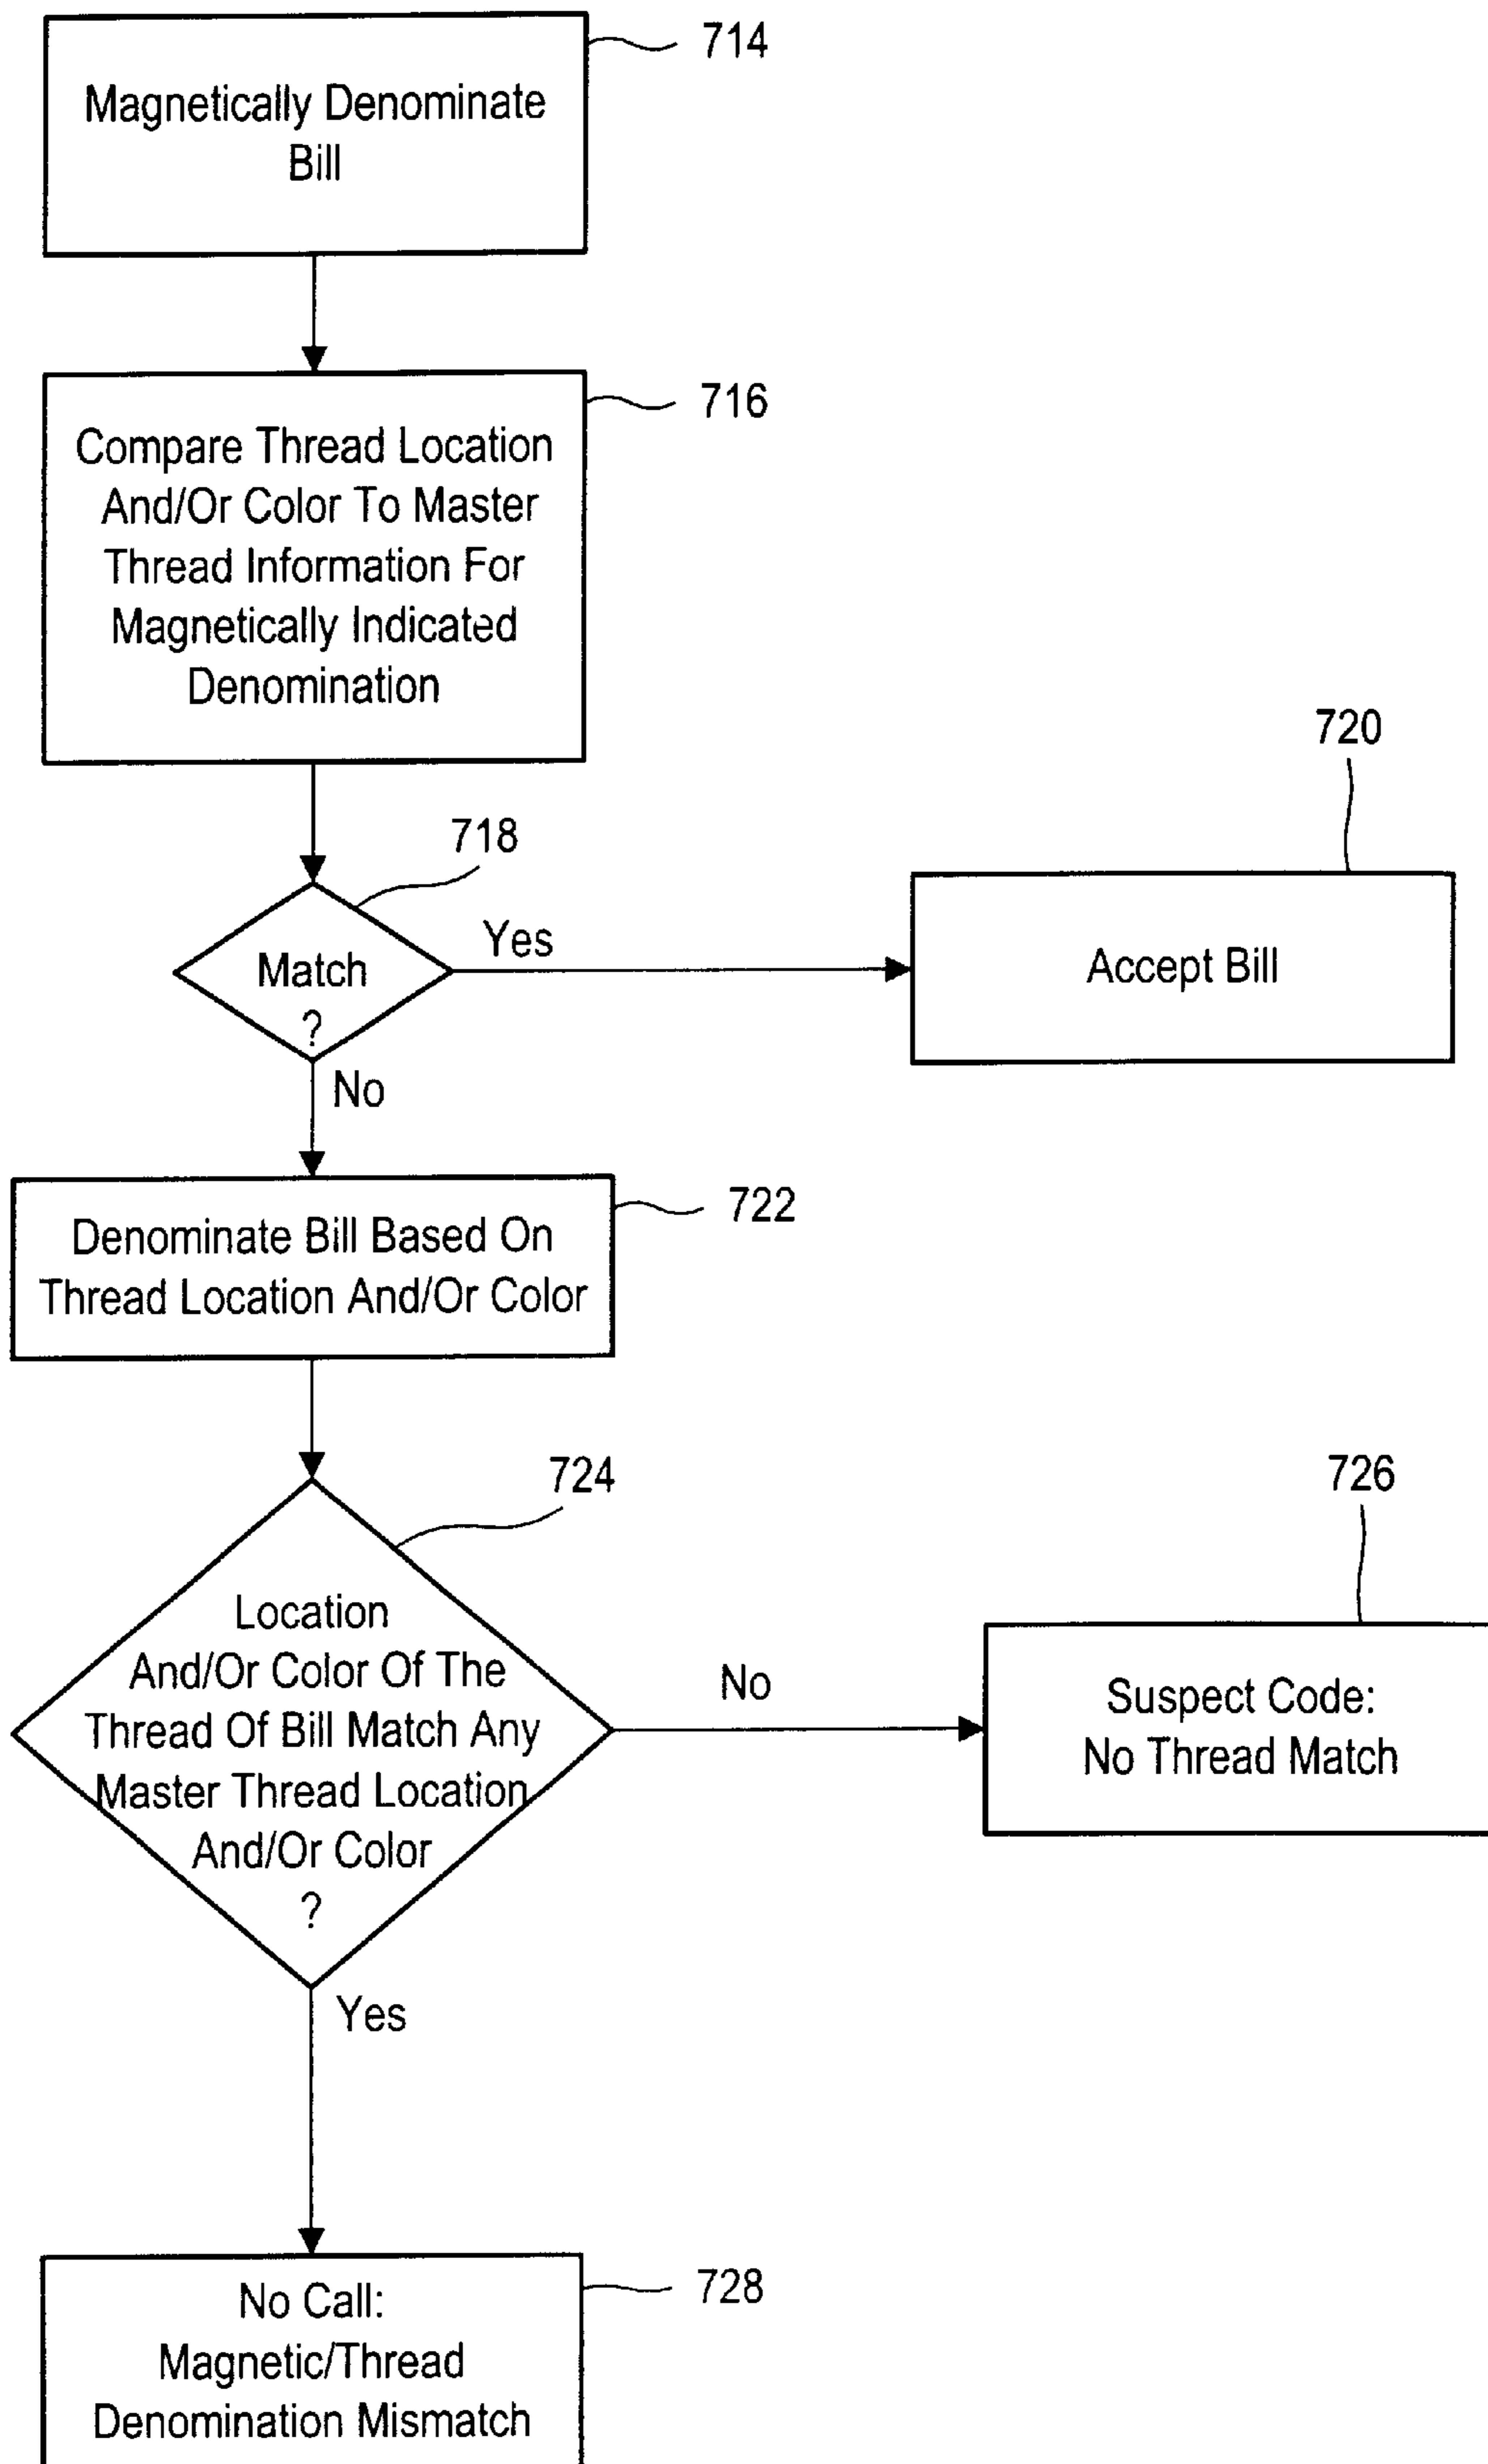 714
Magnetically Denominate
Bill
716
Compare Thread Location
And/Or Color To Master
Thread Information For
Magnetically Indicated
Denomination
720
718
Match
?
Yes
Accept Bill
No
722
Denominate Bill Based On
Thread Location And/Or Color
724
726
Location
And/Or Color Of The
Thread Of Bill Match Any
Master Thread Location
And/Or Color
?
No
Suspect Code:
No Thread Match
Yes
728
No Call:
Magnetic/Thread
Denomination Mismatch